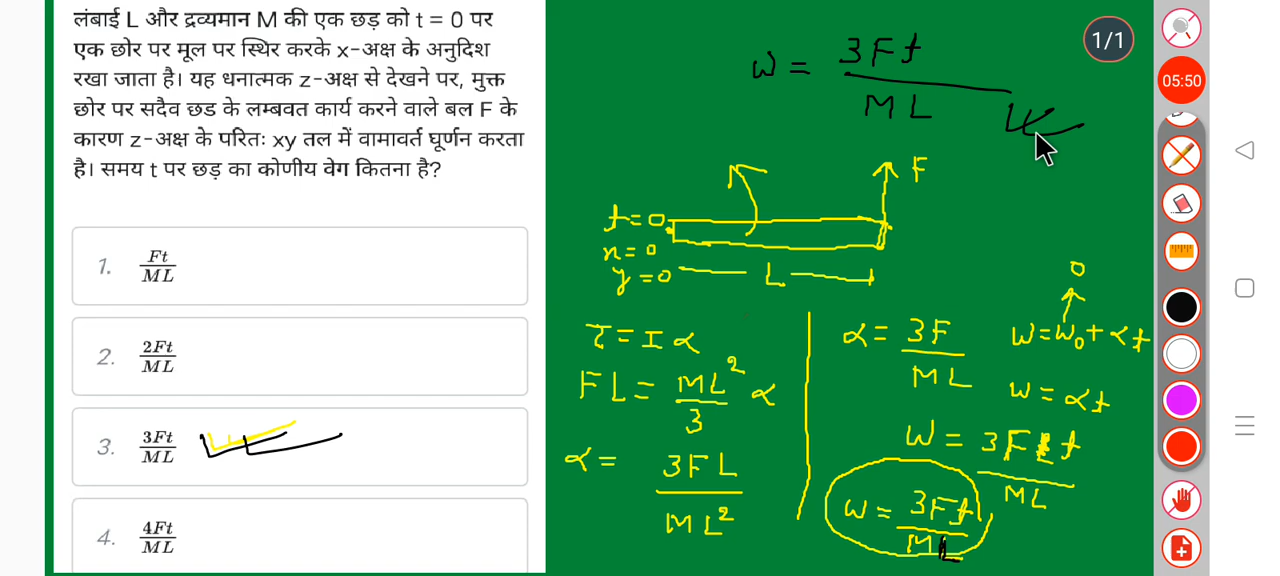 लंबाई L और द्रव्यमान M की एक छड़ को t = 0 पर
एक छोर पर मूल पर स्थिर करके x-अक्ष के अनुदिश
रखा जाता है। यह धनात्मक z-अक्ष से देखने पर, मुक्त
छोर पर सदैव छड के लम्बवत कार्य करने वाले बल F के
कारण z-अक्ष के परितः xy तल में वामावर्त घूर्णन करता
है। समय t पर छड़ का कोणीय वेग कितना है?
1. Ft/ML
2. 2Ft/ML
3. 3Ft/ML
4. 4Ft/ML
1/1
05:50
W = 3Ft/ML
F
t=0
x=0
y=0
L
τ = I α
FL = ML²/3 α
α = 3FL/ML²
α = 3F/ML
0
W=W₀+αt
W = αt
W = 3Ft/ML
W = 3Ft/ML